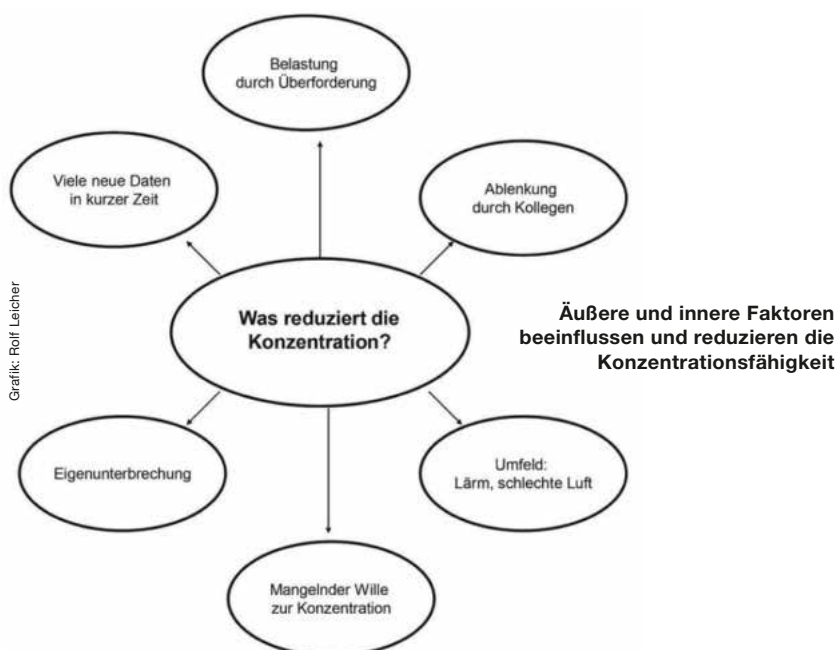 Belastung
durch Überforderung
Viele neue Daten
in kurzer Zeit
Ablenkung
durch Kollegen
Was reduziert die
Konzentration?
Äußere und innere Faktoren
beeinflussen und reduzieren die
Konzentrationsfähigkeit
Grafik: Rolf Leicher
Eigenunterbrechung
Umfeld:
Lärm, schlechte Luft
Mangelnder Wille
zur Konzentration